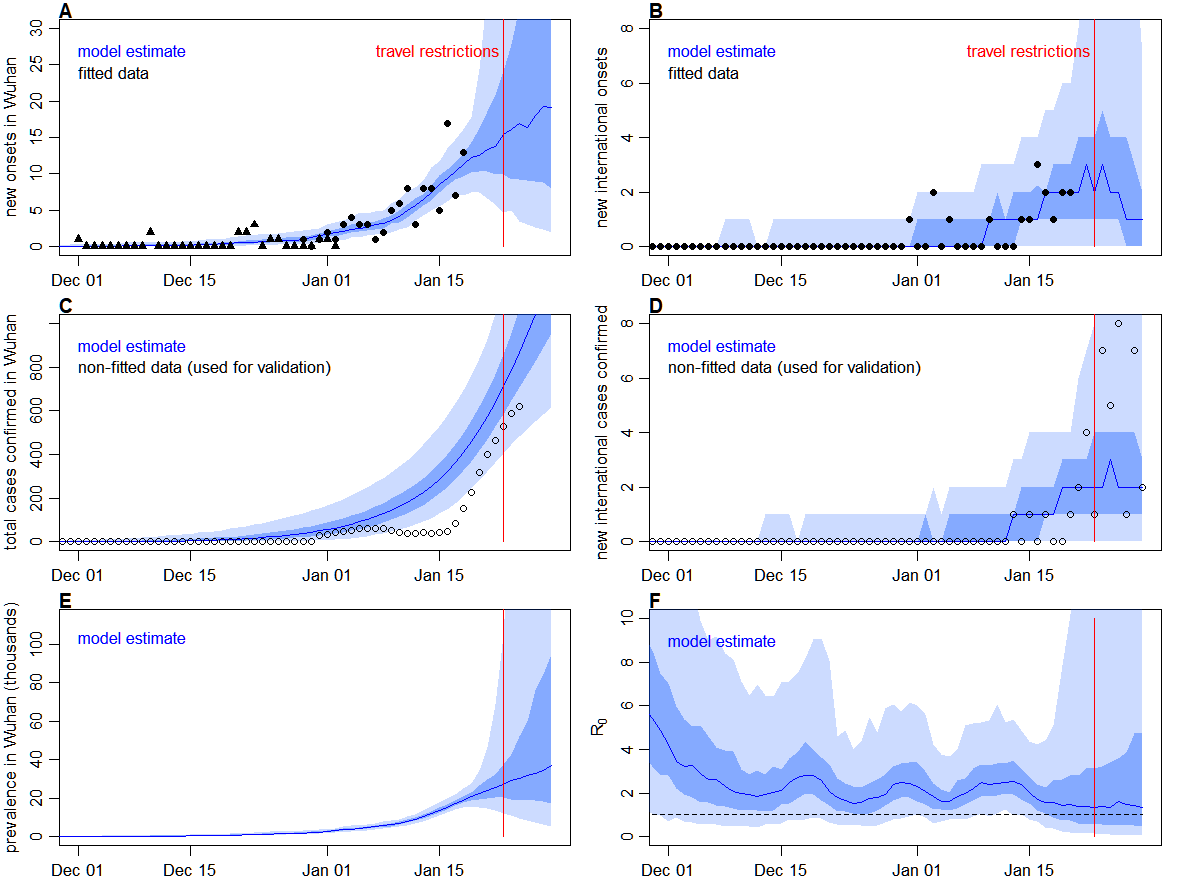 A
new onsets in Wuhan
30
25
20
15
10
5
0
model estimate
fitted data
travel restrictions
Dec 01
Dec 15
Jan 01
Jan 15
B
new international onsets
8
6
4
2
0
model estimate
fitted data
travel restrictions
Dec 01
Dec 15
Jan 01
Jan 15
C
total cases confirmed in Wuhan
800
600
400
200
0
model estimate
non-fitted data (used for validation)
Dec 01
Dec 15
Jan 01
Jan 15
D
new international cases confirmed
8
6
4
2
0
model estimate
non-fitted data (used for validation)
Dec 01
Dec 15
Jan 01
Jan 15
E
prevalence in Wuhan (thousands)
100
80
60
40
20
0
model estimate
Dec 01
Dec 15
Jan 01
Jan 15
F
R0
10
8
6
4
2
0
model estimate
Dec 01
Dec 15
Jan 01
Jan 15